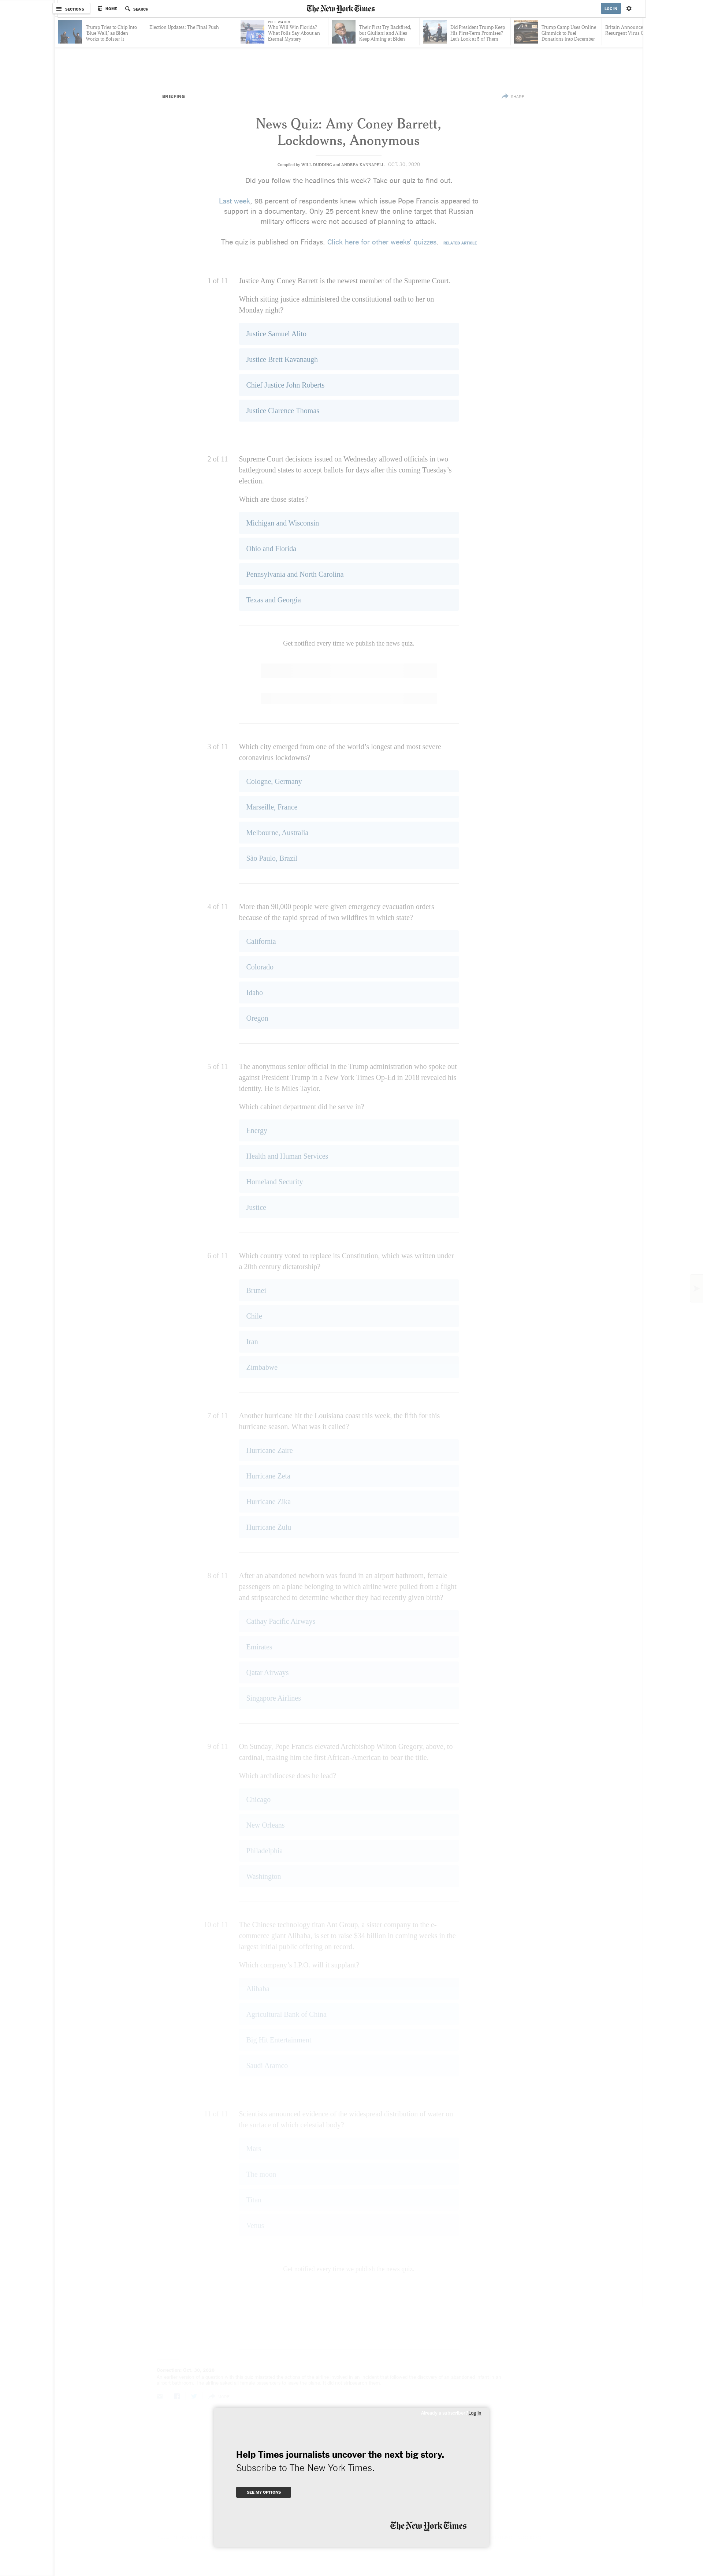 SECTIONS
HOME
SEARCH
The New York Times
LOG IN
Trump Tries to Chip Into
'Blue Wall,' as Biden
Works to Bolster It
Election Updates: The Final Push
POLL WATCH
Who Will Win Florida?
What Polls Say About an
Eternal Mystery
Their First Try Backfired,
but Giuliani and Allies
Keep Aiming at Biden
Did President Trump Keep
His First-Term Promises?
Let's Look at 5 of Them
Trump Camp Uses Online
Gimmick to Fuel
Donations Into December
Britain Announce
Resurgent Virus
BRIEFING
SHARE
News Quiz: Amy Coney Barrett,
Lockdowns, Anonymous
Compiled by WILL DUDDING and ANDREA KANNAPELL OCT. 30, 2020
Did you follow the headlines this week? Take our quiz to find out.
Last week, 98 percent of respondents knew which issue Pope Francis appeared to
support in a documentary. Only 25 percent knew the online target that Russian
military officers were not accused of planning to attack.
The quiz is published on Fridays. Click here for other weeks' quizzes. RELATED ARTICLE
1 of 11
Justice Amy Coney Barrett is the newest member of the Supreme Court.
Which sitting justice administered the constitutional oath to her on
Monday night?
Justice Samuel Alito
Justice Brett Kavanaugh
Chief Justice John Roberts
Justice Clarence Thomas
2 of 11
Supreme Court decisions issued on Wednesday allowed officials in two
battleground states to accept ballots for days after this coming Tuesday's
election.
Which are those states?
Michigan and Wisconsin
Ohio and Florida
Pennsylvania and North Carolina
Texas and Georgia
Get notified every time we publish the news quiz.
3 of 11
Which city emerged from one of the world's longest and most severe
coronavirus lockdowns?
Cologne, Germany
Marseille, France
Melbourne, Australia
São Paulo, Brazil
4 of 11
More than 90,000 people were given emergency evacuation orders
because of the rapid spread of two wildfires in which state?
California
Colorado
Idaho
Oregon
5 of 11
The anonymous senior official in the Trump administration who spoke out
against President Trump in a New York Times Op-Ed in 2018 revealed his
identity. He is Miles Taylor.
Which cabinet department did he serve in?
Energy
Health and Human Services
Homeland Security
Justice
6 of 11
Which country voted to replace its Constitution, which was written under
a 20th century dictatorship?
Brunei
Chile
Iran
Zimbabwe
7 of 11
Another hurricane hit the Louisiana coast this week, the fifth for this
hurricane season. What was it called?
Hurricane Zaire
Hurricane Zeta
Hurricane Zika
Hurricane Zulu
8 of 11
After an abandoned newborn was found in an airport bathroom, female
passengers on a plane belonging to which airline were pulled from a flight
and stripsearched to determine whether they had recently given birth?
Cathay Pacific Airways
Emirates
Qatar Airways
Singapore Airlines
9 of 11
On Sunday, Pope Francis elevated Archbishop Wilton Gregory, above, to
cardinal, making him the first African-American to bear the title.
Which archdiocese does he lead?
Chicago
New Orleans
Philadelphia
Washington
10 of 11
The Chinese technology titan Ant Group, a sister company to the e-
commerce giant Alibaba, is set to raise $34 billion in coming weeks in the
largest initial public offering on record.
Which company's I.P.O. will it supplant?
Alibaba
Agricultural Bank of China
Big Hit Entertainment
Saudi Aramco
11 of 11
Scientists announced evidence of the widespread distribution of water on
the surface of which celestial body?
Mars
The moon
Titan
Venus
Log in
Help Times journalists uncover the next big story.
Subscribe to The New York Times.
SEE MY OPTIONS
The New York Times